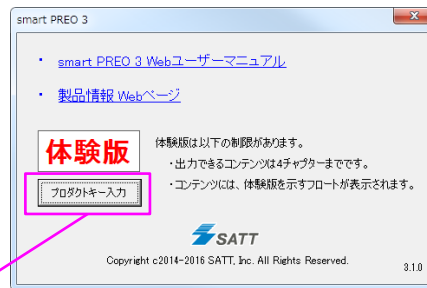 smart PREO 3
・ smart PREO 3 Webユーザーマニュアル
・ 製品情報 Webページ
体験版
体験版は以下の制限があります。
・出力できるコンテンツは4チャプターまでです。
・コンテンツには、体験版を示すフロートが表示されます。
プロダクトキー入力
SATT
Copyright c2014-2016 SATT, Inc. All Rights Reserved.
3.1.0